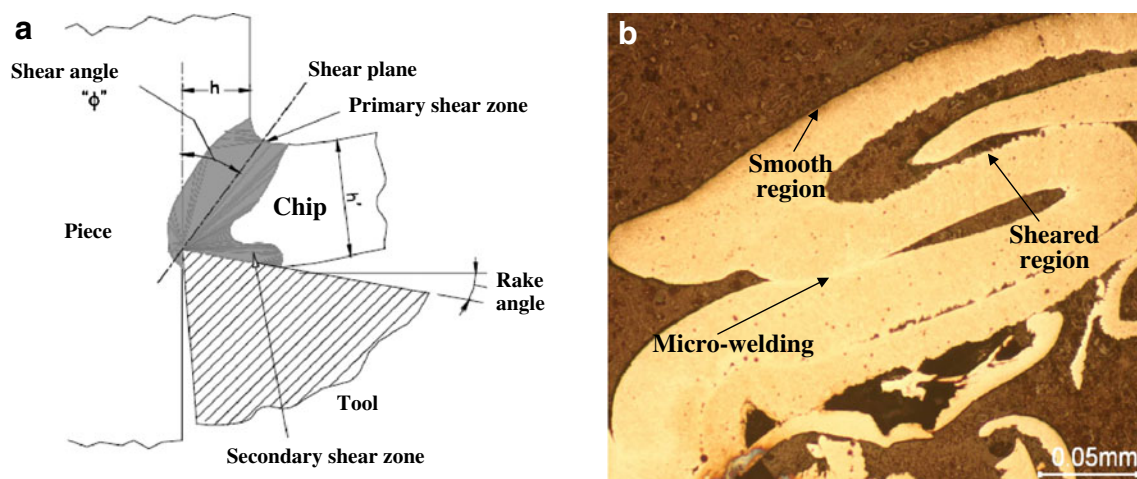 a
Shear angle
"ϕ"
h
Shear plane
Primary shear zone
Chip
h'
Piece
Rake
angle
Tool
Secondary shear zone
b
Smooth
region
Sheared
region
Micro-welding
0.05mm